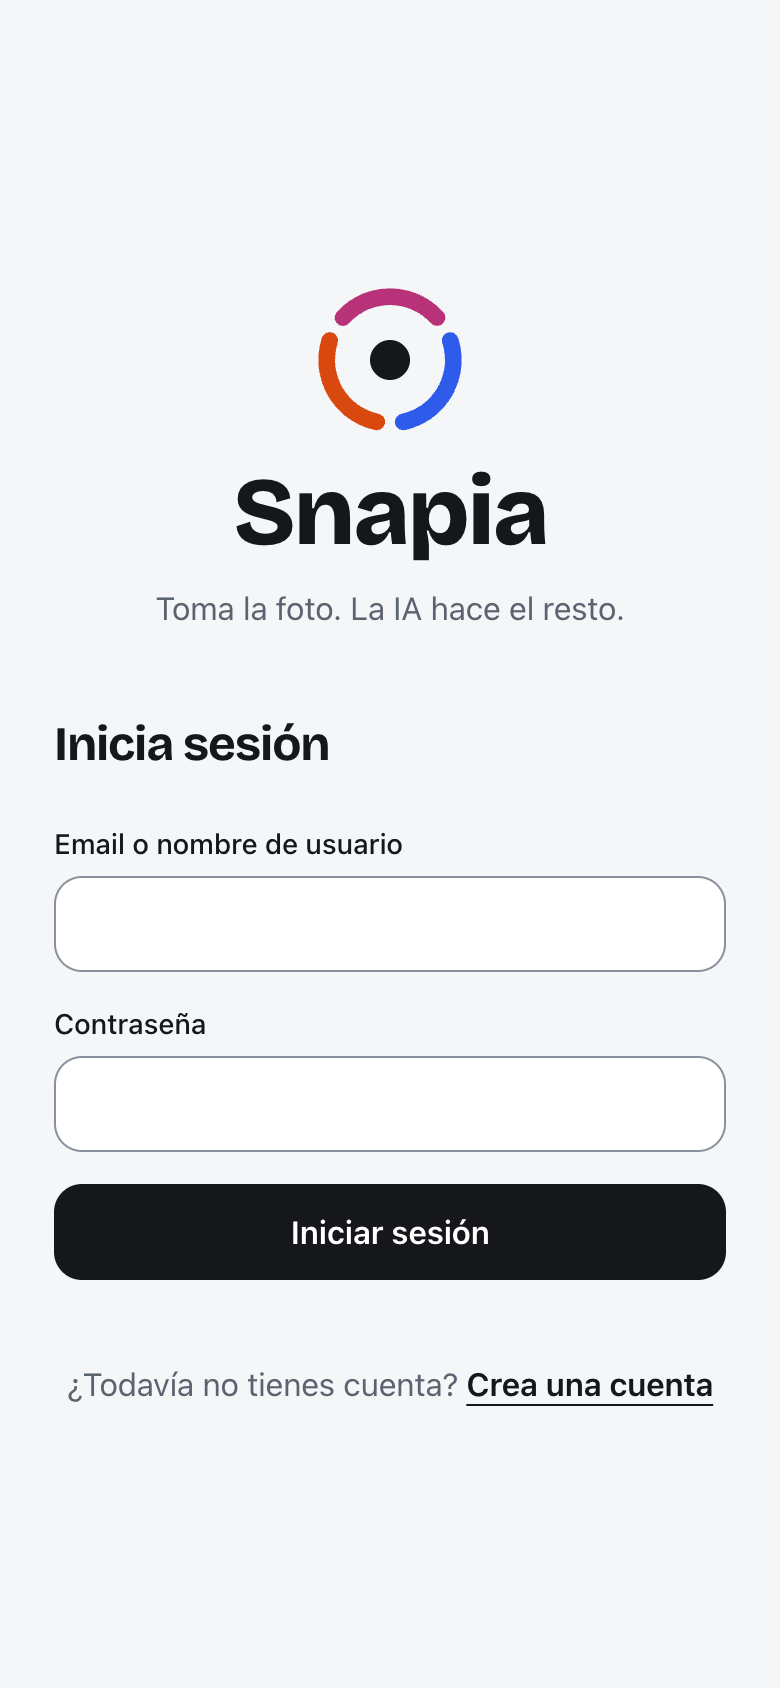 Snapia
Toma la foto. La IA hace el resto.
Inicia sesión
Email o nombre de usuario
Contraseña
Iniciar sesión
¿Todavía no tienes cuenta? Crea una cuenta